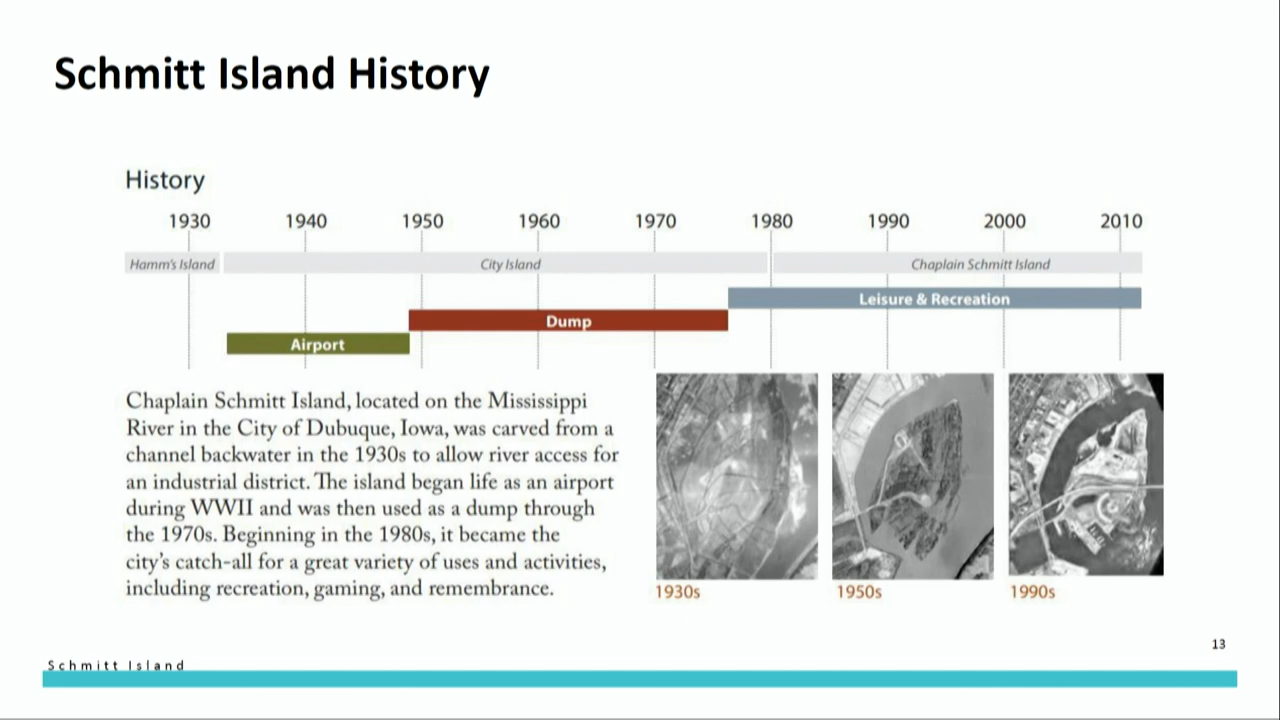 Schmitt Island History
History
1930 1940 1950 1960 1970 1980 1990 2000 2010
Hamm's Island City Island Chaplain Schmitt Island
Leisure & Recreation
Dump
Airport
Chaplain Schmitt Island, located on the Mississippi
River in the City of Dubuque, Iowa, was carved from a
channel backwater in the 1930s to allow river access for
an industrial district. The island began life as an airport
during WWII and was then used as a dump through
the 1970s. Beginning in the 1980s, it became the
city's catch-all for a great variety of uses and activities,
including recreation, gaming, and remembrance.
1930s 1950s 1990s
13
Schmitt Island